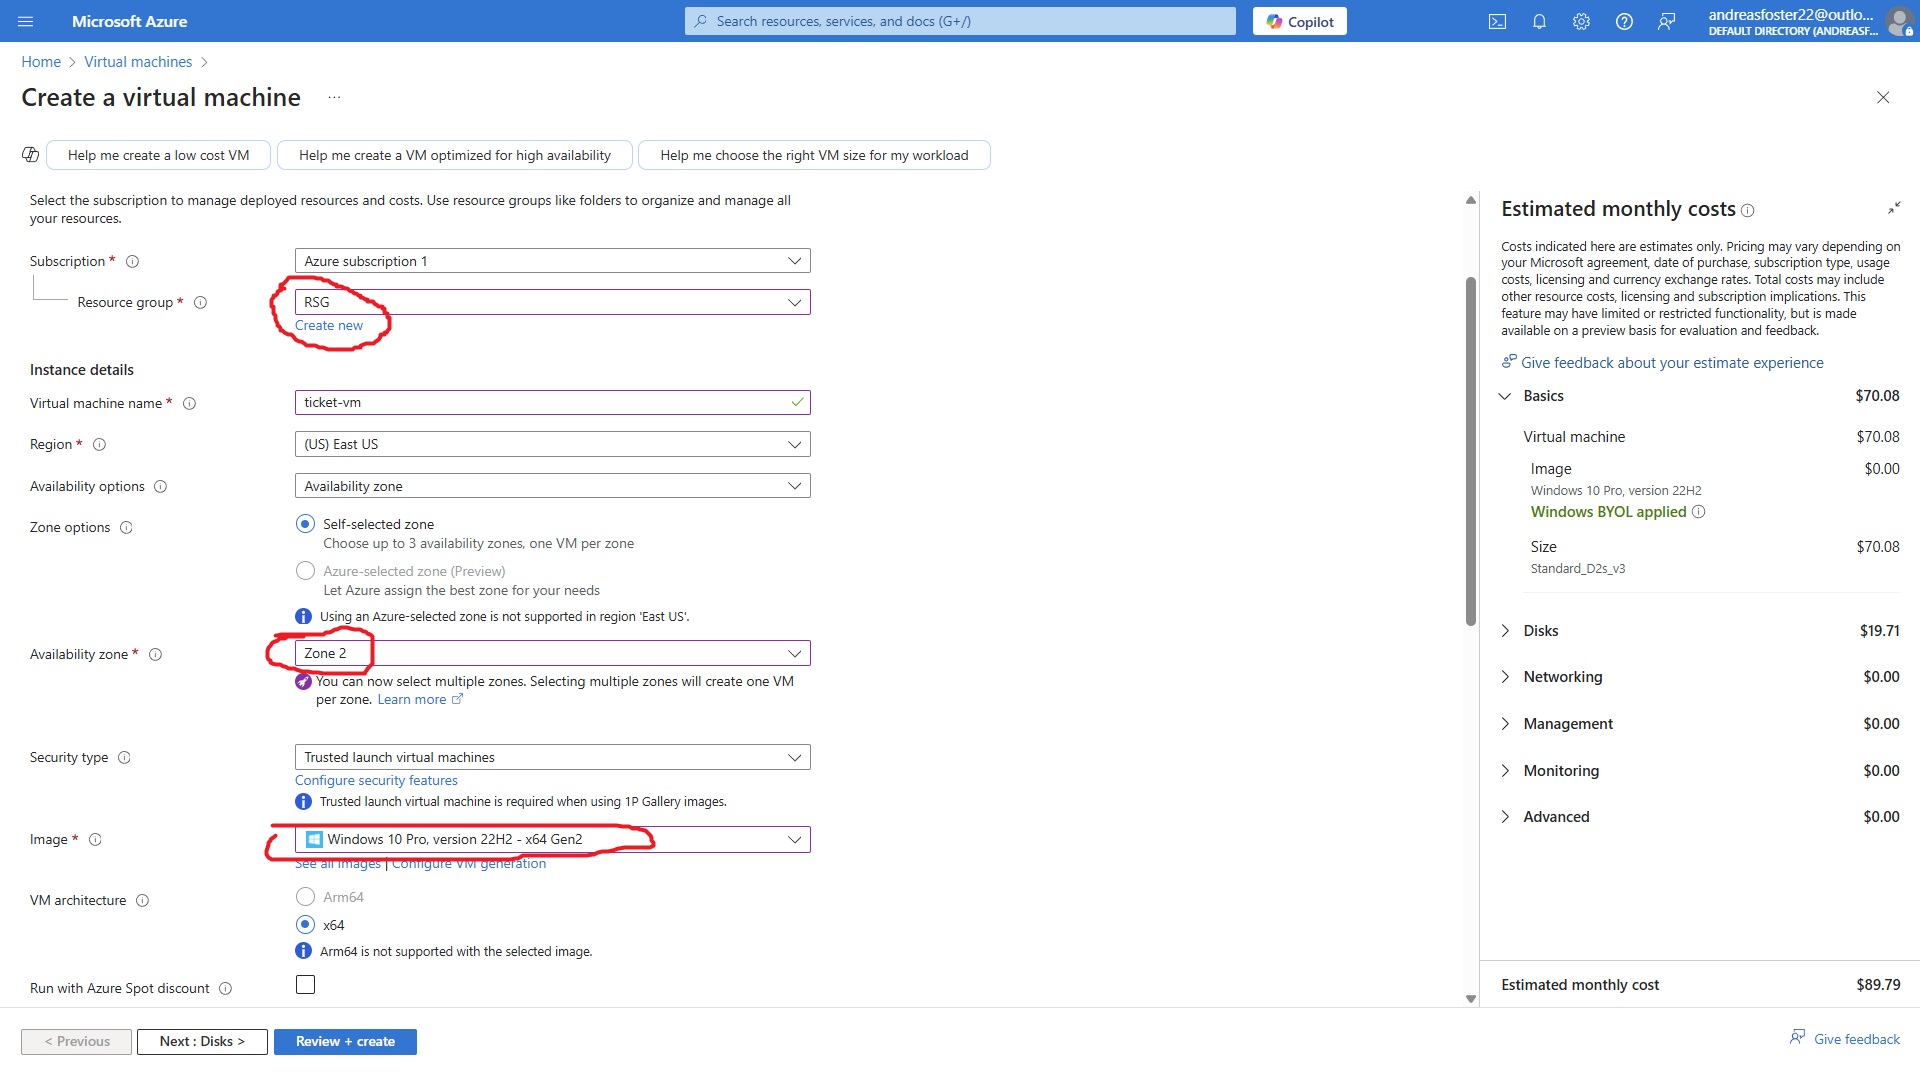 Microsoft Azure
Search resources, services, and docs (G+/)
Copilot
andreasfoster22@outlo...
DEFAULT DIRECTORY (ANDREASF...
Home > Virtual machines >
Create a virtual machine ...
Help me create a low cost VM
Help me create a VM optimized for high availability
Help me choose the right VM size for my workload
Select the subscription to manage deployed resources and costs. Use resource groups like folders to organize and manage all
your resources.
Subscription *
Azure subscription 1
Resource group *
RSG
Create new
Instance details
Virtual machine name *
ticket-vm
Region *
(US) East US
Availability options
Availability zone
Zone options
Self-selected zone
Choose up to 3 availability zones, one VM per zone
Azure-selected zone (Preview)
Let Azure assign the best zone for your needs
Using an Azure-selected zone is not supported in region 'East US'.
Availability zone *
Zone 2
You can now select multiple zones. Selecting multiple zones will create one VM
per zone. Learn more
Security type
Trusted launch virtual machines
Configure security features
Trusted launch virtual machine is required when using 1P Gallery images.
Image *
Windows 10 Pro, version 22H2 - x64 Gen2
See all images | Configure VM generation
VM architecture
Arm64
x64
Arm64 is not supported with the selected image.
Run with Azure Spot discount
< Previous
Next : Disks >
Review + create
Estimated monthly costs
Costs indicated here are estimates only. Pricing may vary depending on
your Microsoft agreement, date of purchase, subscription type, usage
costs, licensing and currency exchange rates. Total costs may include
other resource costs, licensing and subscription implications. This
feature may have limited or restricted functionality, but is made
available on a preview basis for evaluation and feedback.
Give feedback about your estimate experience
Basics $70.08
Virtual machine $70.08
Image $0.00
Windows 10 Pro, version 22H2
Windows BYOL applied
Size $70.08
Standard_D2s_v3
Disks $19.71
Networking $0.00
Management $0.00
Monitoring $0.00
Advanced $0.00
Estimated monthly cost $89.79
Give feedback